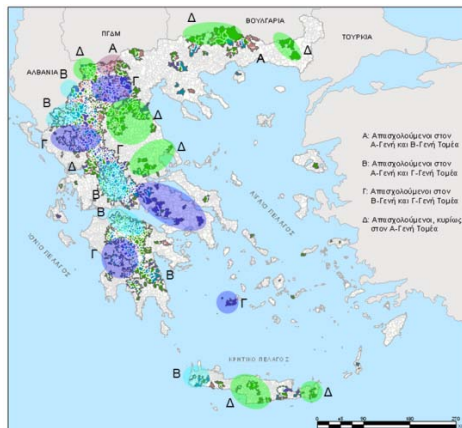 ΠΓΔΜ
ΒΟΥΛΓΑΡΙΑ
ΤΟΥΡΚΙΑ
ΑΛΒΑΝΙΑ
Δ
Α
Δ
Α
Δ
Β
Γ
Β
Δ
Γ
Δ
Δ
Β
Γ
Β
Γ
Β
Δ
Δ
Α: Απασχολούμενοι στον
Α-Γενή και Β-Γενή Τομέα
Β: Απασχολούμενοι στον
Α-Γενή και Γ-Γενή Τομέα
Γ: Απασχολούμενοι στον
Β-Γενή και Γ-Γενή Τομέα
Δ: Απασχολούμενοι, κυρίως
στον Α-Γενή Τομέα
ΑΙΓΑΙΟ ΠΕΛΑΓΟΣ
ΙΟΝΙΟ ΠΕΛΑΓΟΣ
ΚΡΗΤΙΚΟ ΠΕΛΑΓΟΣ